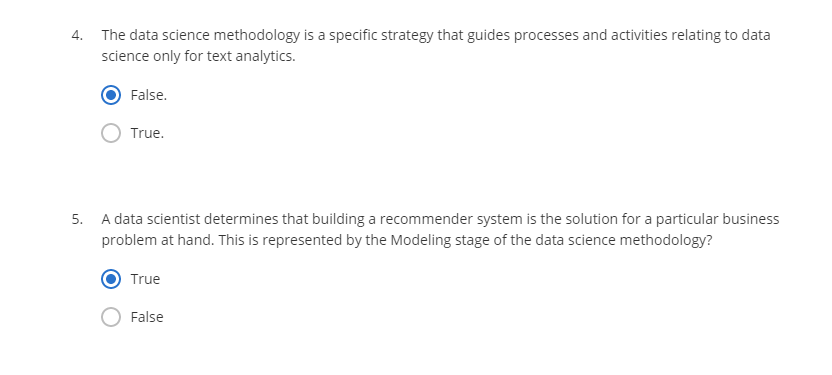 4. The data science methodology is a specific strategy that guides processes and activities relating to data
science only for text analytics.
False.
True.
5. A data scientist determines that building a recommender system is the solution for a particular business
problem at hand. This is represented by the Modeling stage of the data science methodology?
True
False